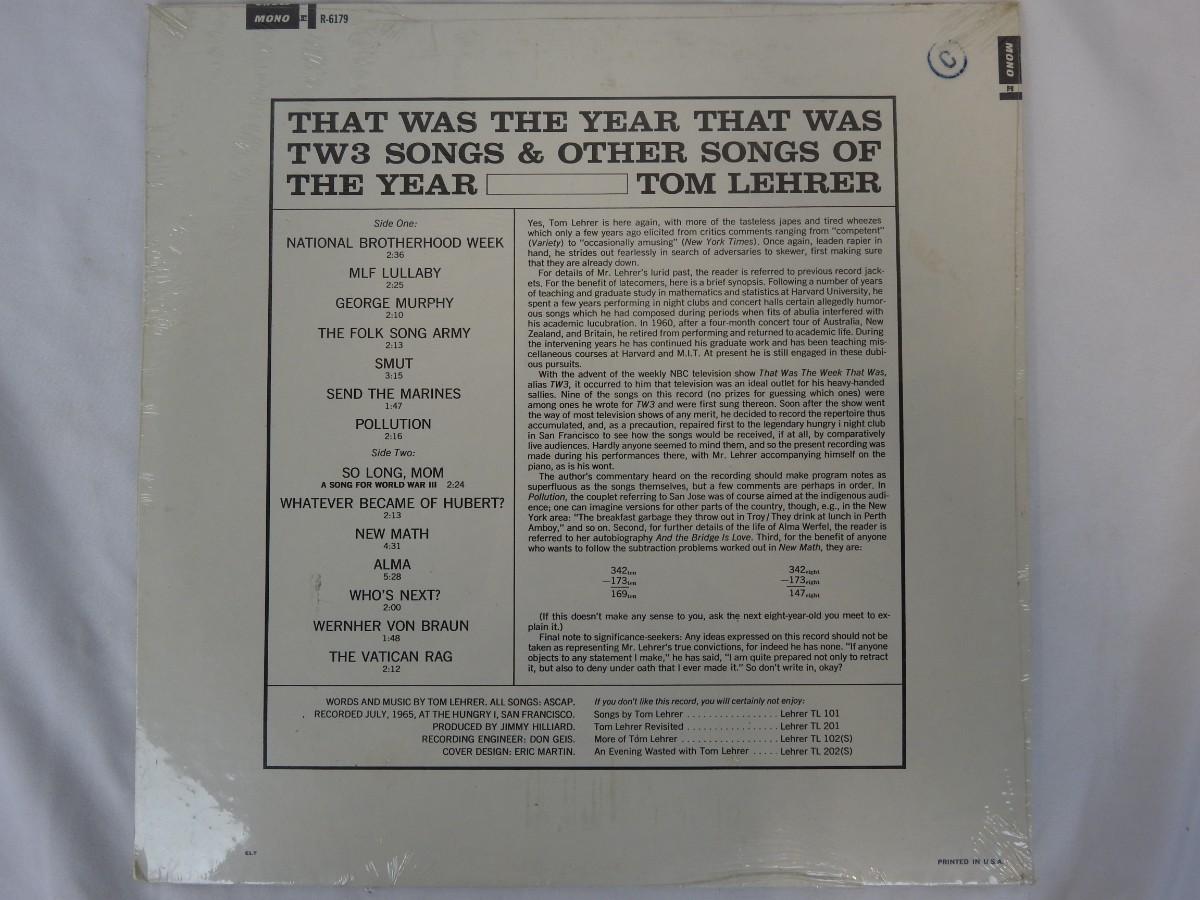 MONO R-6179
C
MONO
THAT WAS THE YEAR THAT WAS
TW3 SONGS & OTHER SONGS OF
THE YEAR TOM LEHRER
Side One:
NATIONAL BROTHERHOOD WEEK
2:36
MLF LULLABY
2:25
GEORGE MURPHY
2:10
THE FOLK SONG ARMY
2:13
SMUT
3:15
SEND THE MARINES
1:47
POLLUTION
2:16
Side Two:
SO LONG, MOM
A SONG FOR WORLD WAR III 2:24
WHATEVER BECAME OF HUBERT?
2:13
NEW MATH
4:31
ALMA
5:28
WHO'S NEXT?
2:00
WERNHER VON BRAUN
1:48
THE VATICAN RAG
2:12
Yes, Tom Lehrer is here again, with more of the tasteless japes and tired wheezes
which only a few years ago elicited from critics comments ranging from "competent"
(Variety) to "occasionally amusing" (New York Times). Once again, leaden rapier in
hand, he strides out fearlessly in search of adversaries to skewer, first making sure
that they are already down.
For details of Mr. Lehrer's lurid past, the reader is referred to previous record jack-
ets. For the benefit of latecomers, here is a brief synopsis. Following a number of years
of teaching and graduate study in mathematics and statistics at Harvard University, he
spent a few years performing in night clubs and concert halls certain allegedly humor-
ous songs which he had composed during periods when fits of abulia interfered with
his academic lucubration. In 1960, after a four-month concert tour of Australia, New
Zealand, and Britain, he retired from performing and returned to academic life. During
the intervening years he has continued his graduate work and has been teaching mis-
cellaneous courses at Harvard and M.I.T. At present he is still engaged in these dubi-
ous pursuits.
With the advent of the weekly NBC television show That Was The Week That Was,
alias TW3, it occurred to him that television was an ideal outlet for his heavy-handed
sallies. Nine of the songs on this record (no prizes for guessing which ones) were
among ones he wrote for TW3 and were first sung thereon. Soon after the show went
the way of most television shows of any merit, he decided to record the repertoire thus
accumulated, and, as a precaution, repaired first to the legendary hungry i night club
in San Francisco to see how the songs would be received, if at all, by comparatively
live audiences. Hardly anyone seemed to mind them, and so the present recording was
made during his performances there, with Mr. Lehrer accompanying himself on the
piano, as is his wont.
The author's commentary heard on the recording should make program notes as
superfluous as the songs themselves, but a few comments are perhaps in order. In
Pollution, the couplet referring to San Jose was of course aimed at the indigenous audi-
ence; one can imagine versions for other parts of the country, though, e.g., in the New
York area: "The breakfast garbage they throw out in Troy/They drink at lunch in Perth
Amboy," and so on. Second, for further details of the life of Alma Werfel, the reader is
referred to her autobiography And the Bridge Is Love. Third, for the benefit of anyone
who wants to follow the subtraction problems worked out in New Math, they are:
342ten 342eight
—173ten —173eight
169ten 147eight
(If this doesn't make any sense to you, ask the next eight-year-old you meet to ex-
plain it.)
Final note to significance-seekers: Any ideas expressed on this record should not be
taken as representing Mr. Lehrer's true convictions, for indeed he has none. "If anyone
objects to any statement I make," he has said, "I am quite prepared not only to retract
it, but also to deny under oath that I ever made it." So don't write in, okay?
WORDS AND MUSIC BY TOM LEHRER. ALL SONGS: ASCAP.
RECORDED JULY, 1965, AT THE HUNGRY I, SAN FRANCISCO.
PRODUCED BY JIMMY HILLIARD.
RECORDING ENGINEER: DON GEIS.
COVER DESIGN: ERIC MARTIN.
If you don't like this record, you will certainly not enjoy:
Songs by Tom Lehrer . . . . . . . . . . . . . . . . . Lehrer TL 101
Tom Lehrer Revisited . . . . . . . . . . . . . . . . . Lehrer TL 201
More of Tom Lehrer . . . . . . . . . . . . . . . . . Lehrer TL 102(S)
An Evening Wasted with Tom Lehrer . . . . . Lehrer TL 202(S)
PRINTED IN U.S.A.